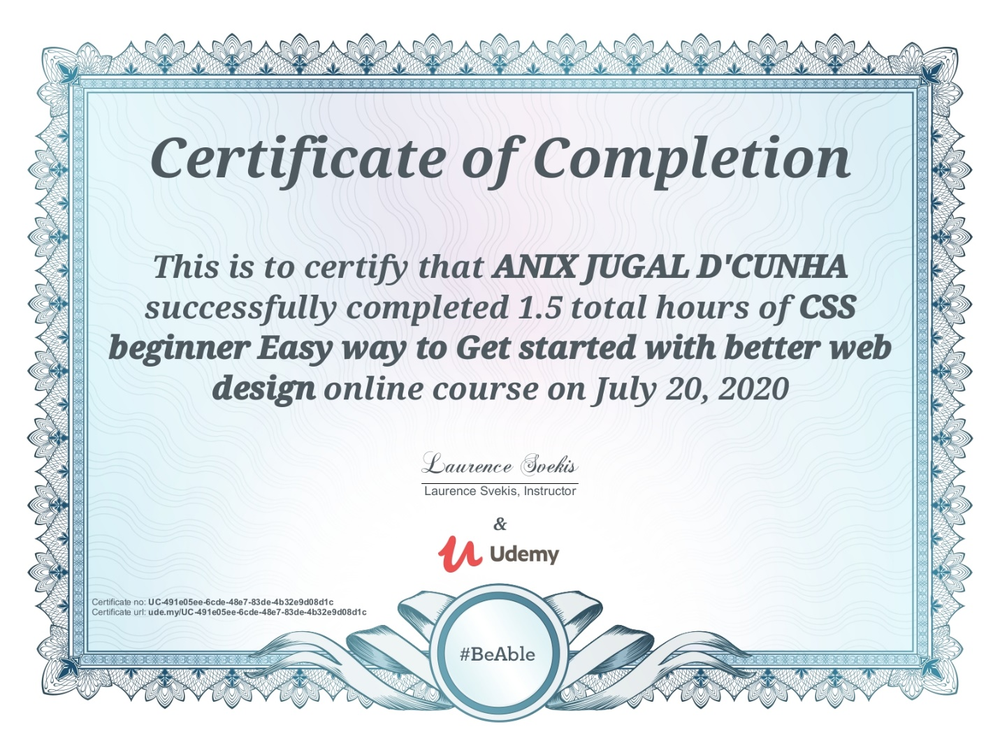 Certificate of Completion
This is to certify that ANIX JUGAL D'CUNHA
successfully completed 1.5 total hours of CSS
beginner Easy way to Get started with better web
design online course on July 20, 2020
Laurence Svekis
Laurence Svekis, Instructor
&
Udemy
Certificate no: UC-491e05ee-6cde-48e7-83de-4b32e9d08d1c
Certificate url: ude.my/UC-491e05ee-6cde-48e7-83de-4b32e9d08d1c
#BeAble